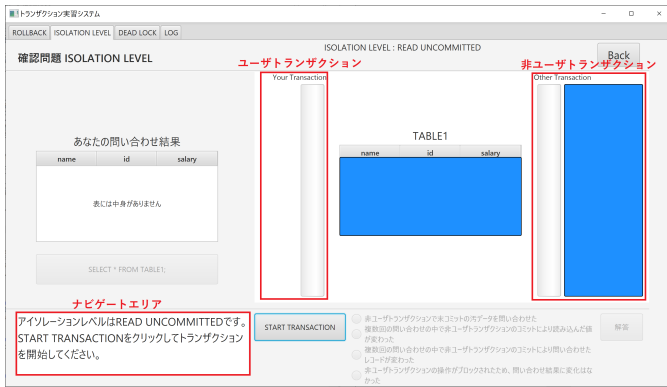 トランザクション実習システム
ROLLBACK ISOLATION LEVEL DEAD LOCK LOG
確認問題 ISOLATION LEVEL
ISOLATION LEVEL : READ UNCOMMITTED
Back
ユーザトランザクション
非ユーザトランザクション
Your Transaction
Other Transaction
あなたの問い合わせ結果
name id salary
表には中身がありません
SELECT * FROM TABLE1;
TABLE1
name id salary
ナビゲートエリア
アイソレーションレベルはREAD UNCOMMITTEDです。
START TRANSACTIONをクリックしてトランザクション
を開始してください。
START TRANSACTION
非ユーザトランザクションで未コミットの汚データを問い合わせた
複数回の問い合わせの中で非ユーザトランザクションのコミットにより読み込んだ値
が変わった
複数回の問い合わせの中で非ユーザトランザクションのコミットにより問い合わせた
レコードが変わった
非ユーザトランザクションの操作がブロックされたため、問い合わせ結果に変化はな
かった
解答